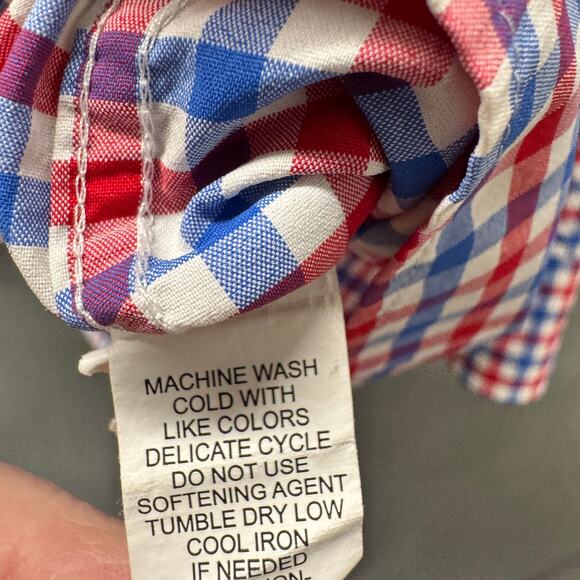 MACHINE WASH
COLD WITH
LIKE COLORS
DELICATE CYCLE
DO NOT USE
SOFTENING AGENT
TUMBLE DRY LOW
COOL IRON
IF NEEDED